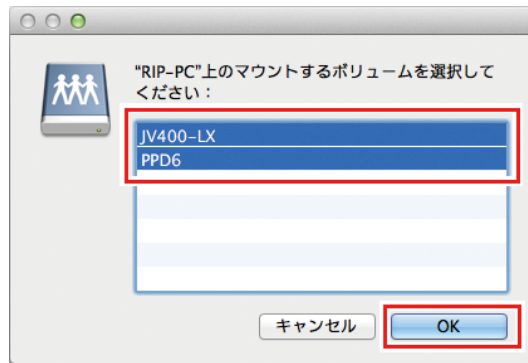 “RIP-PC”上のマウントするボリュームを選択して
ください：
JV400-LX
PPD6
キャンセル
OK